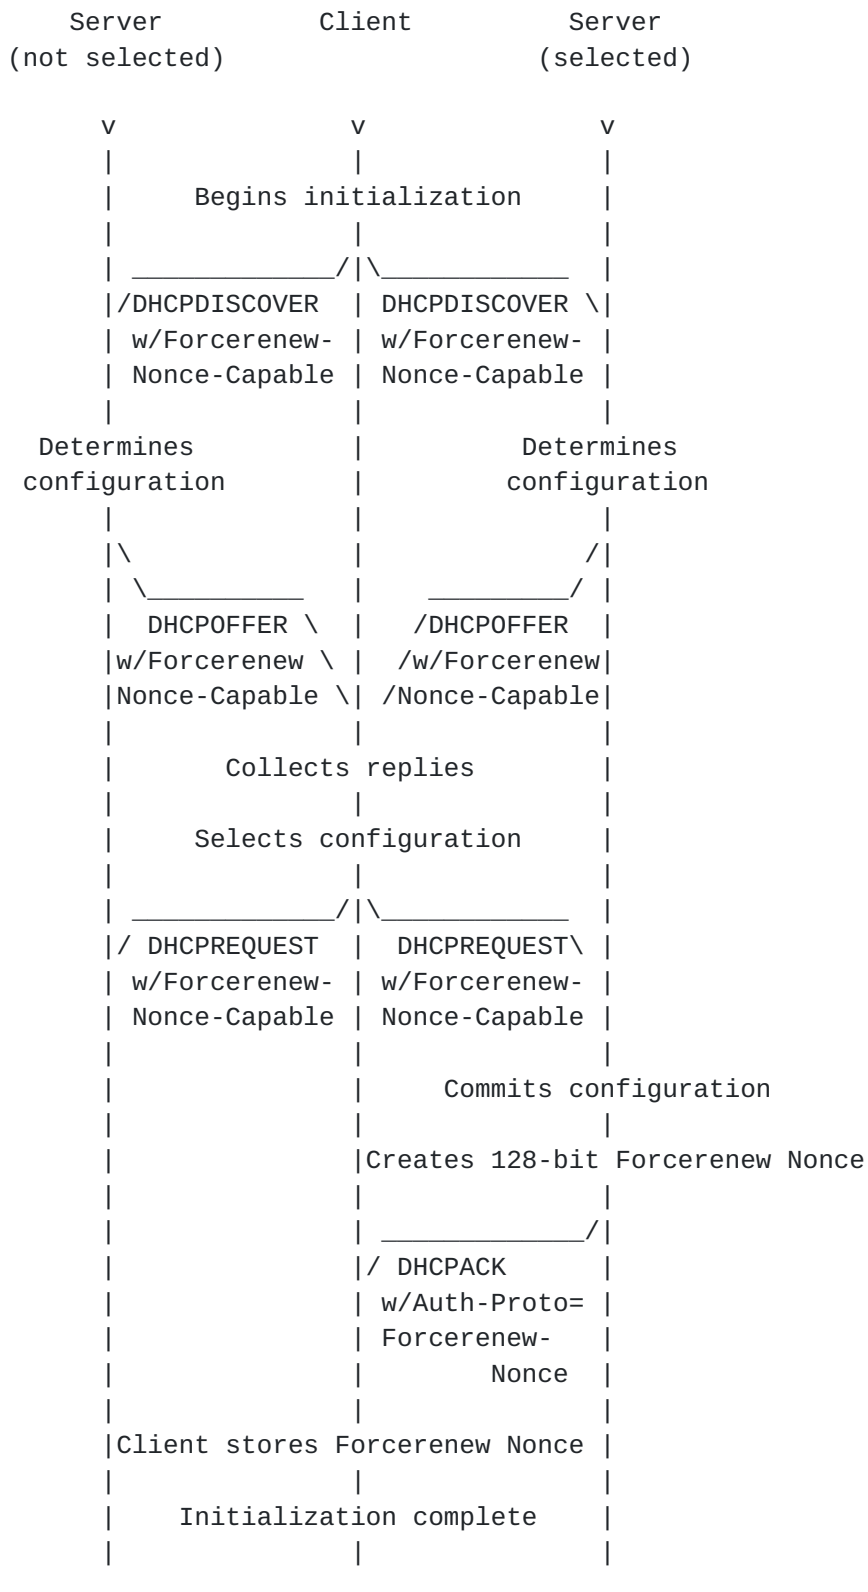 Server Client Server
(not selected) (selected)
v v v
Begins initialization
/DHCPDISCOVER | DHCPDISCOVER \
w/Forcerenew- | w/Forcerenew-
Nonce-Capable | Nonce-Capable
Determines Determines
configuration configuration
DHCPOFFER \ | /DHCPOFFER
w/Forcerenew \ | /w/Forcerenew
Nonce-Capable \| /Nonce-Capable
Collects replies
Selects configuration
/ DHCPREQUEST | DHCPREQUEST\
w/Forcerenew- | w/Forcerenew-
Nonce-Capable | Nonce-Capable
Commits configuration
Creates 128-bit Forcerenew Nonce
/ DHCPACK
w/Auth-Proto=
Forcerenew-
Nonce
Client stores Forcerenew Nonce
Initialization complete